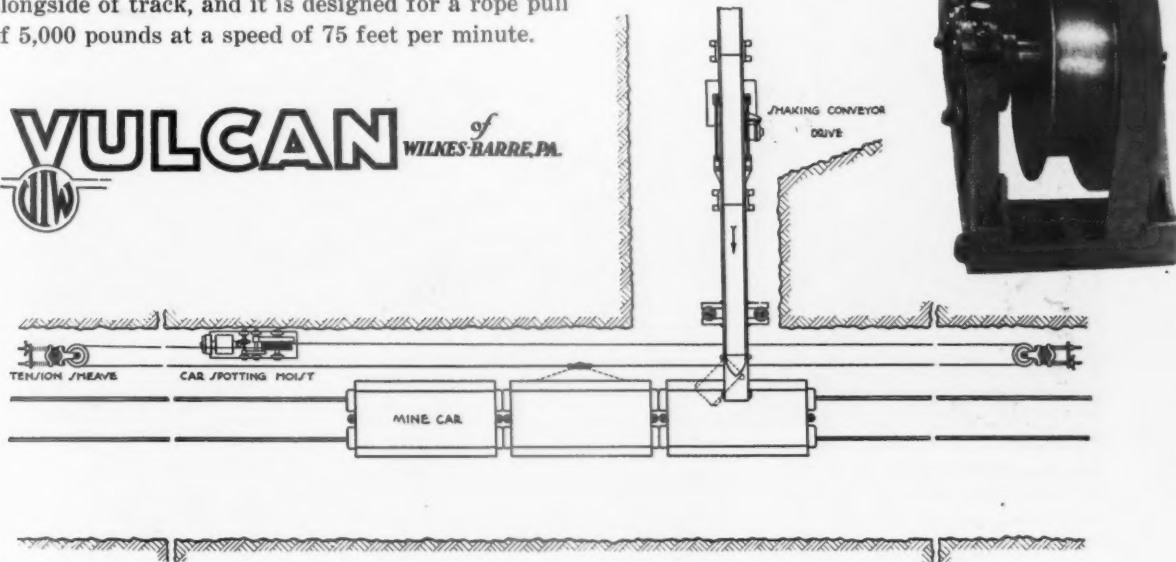 longside of track, and it is designed for a rope pull
f 5,000 pounds at a speed of 75 feet per minute.
VULCAN of WILKES-BARRE, PA.
VIW
SHAKING CONVEYOR
DRIVE
TENSION SHEAVE
CAR SPOTTING HOIST
MINE CAR